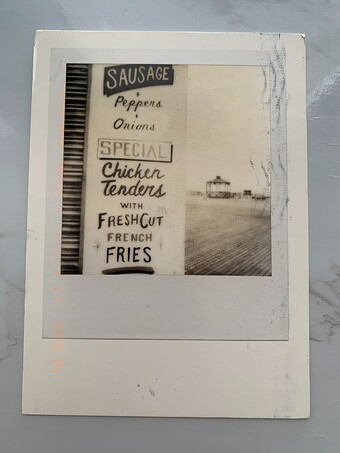 SAUSAGE
+
Peppers
+
Onions
SPECIAL
Chicken
Tenders
WITH
FRESH CUT
FRENCH
FRIES